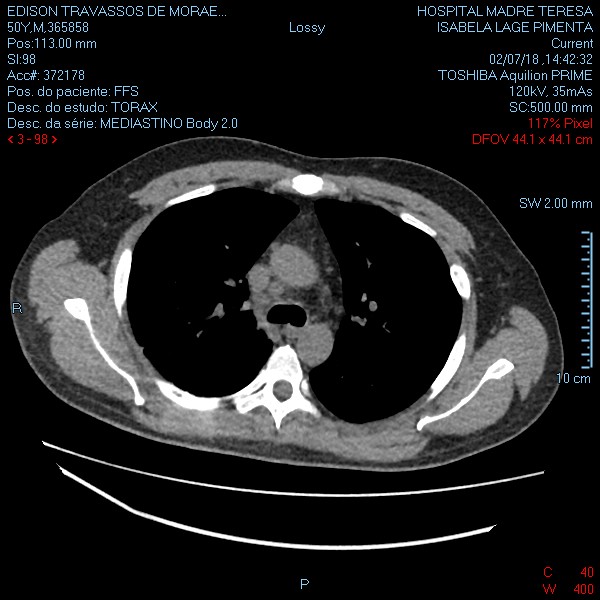 EDISON TRAVASSOS DE MORAE...
50Y,M,365858
Pos:113.00 mm
SI:98
Acc#: 372178
Pos. do paciente: FFS
Desc. do estudo: TORAX
Desc. da série: MEDIASTINO Body 2.0
< 3 - 98 >
Lossy
HOSPITAL MADRE TERESA
ISABELA LAGE PIMENTA
Current
02/07/18 ,14:42:32
TOSHIBA Aquilion PRIME
120kV, 35mAs
SC:500.00 mm
117% Pixel
DFOV 44.1 x 44.1 cm
SW 2.00 mm
R
10 cm
P
C 40
W 400